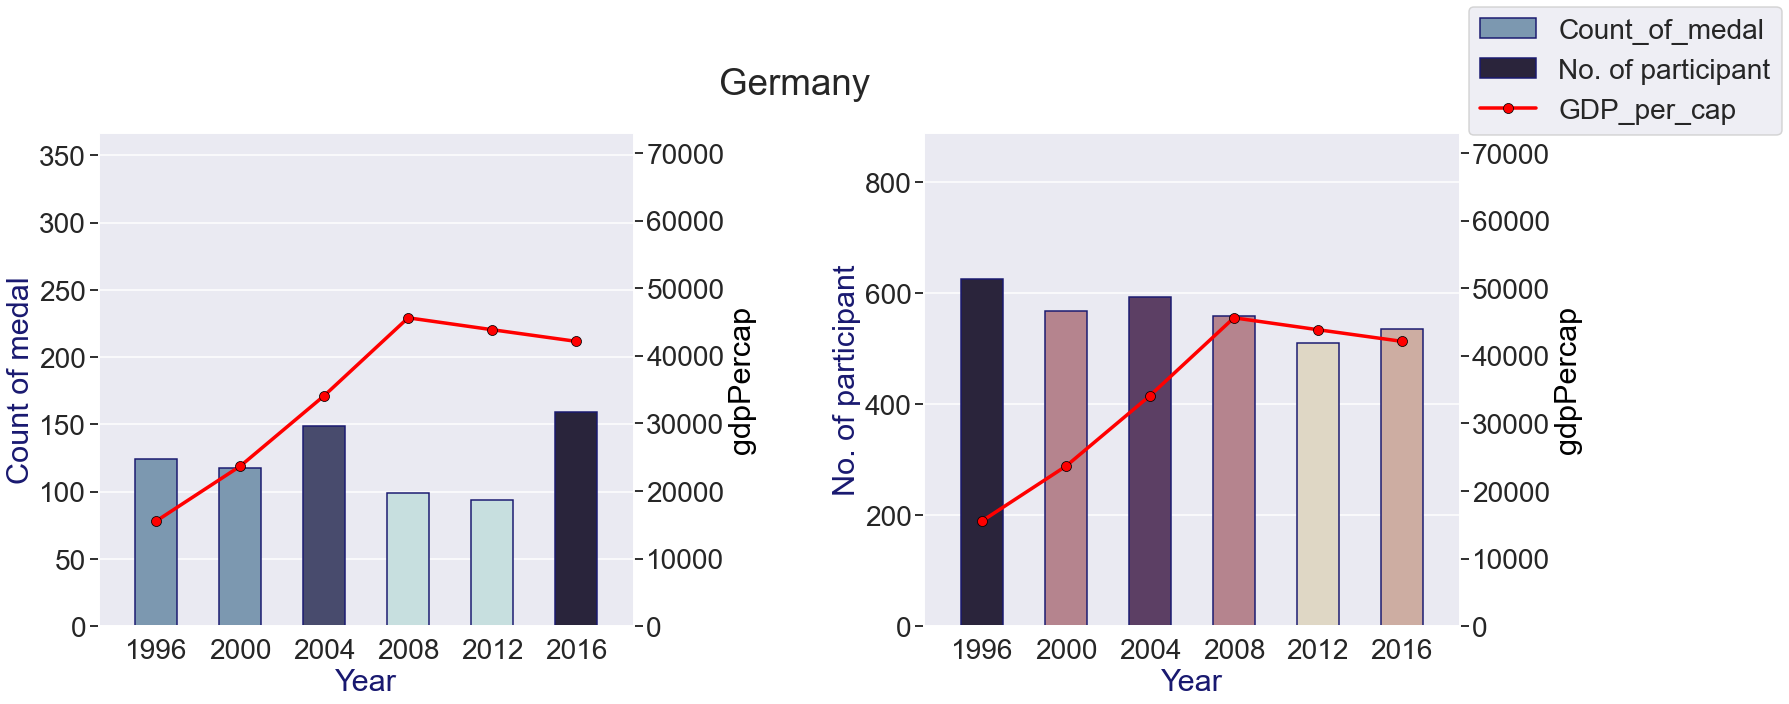 Count_of_medal
No. of participant
GDP_per_cap
Germany
350
300
250
200
150
100
50
0
Count of medal
70000
60000
50000
40000
30000
20000
10000
0
gdpPercap
1996 2000 2004 2008 2012 2016
Year
800
600
400
200
0
No. of participant
70000
60000
50000
40000
30000
20000
10000
0
gdpPercap
1996 2000 2004 2008 2012 2016
Year